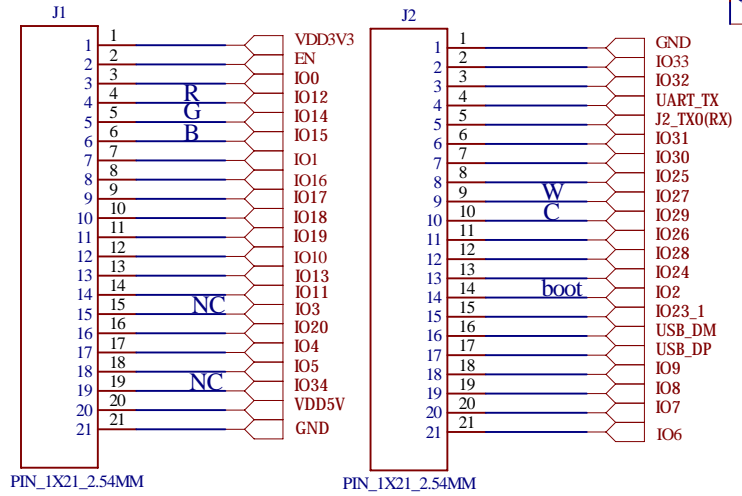 J1
1 1 VDD3V3
2 2 EN
3 3 IO0
4 4 R IO12
5 5 G IO14
6 6 B IO15
7 7 IO1
8 8 IO16
9 9 IO17
10 10 IO18
11 11 IO19
12 12 IO10
13 13 IO13
14 14 IO11
15 15 NC IO3
16 16 IO20
17 17 IO4
18 18 IO5
19 19 NC IO34
20 20 VDD5V
21 21 GND
PIN_1X21_2.54MM
J2
1 1 GND
2 2 IO33
3 3 IO32
4 4 UART_TX
5 5 J2_TX0(RX)
6 6 IO31
7 7 IO30
8 8 IO25
9 9 W IO27
10 10 C IO29
11 11 IO26
12 12 IO28
13 13 IO24
14 14 boot IO2
15 15 IO23_1
16 16 USB_DM
17 17 USB_DP
18 18 IO9
19 19 IO8
20 20 IO7
21 21 IO6
PIN_1X21_2.54MM